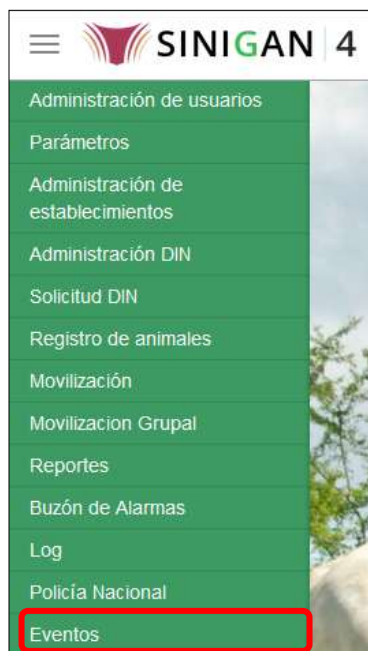 SINIGAN 4
Administración de usuarios
Parámetros
Administración de
establecimientos
Administración DIN
Solicitud DIN
Registro de animales
Movilización
Movilizacion Grupal
Reportes
Buzón de Alarmas
Log
Policía Nacional
Eventos